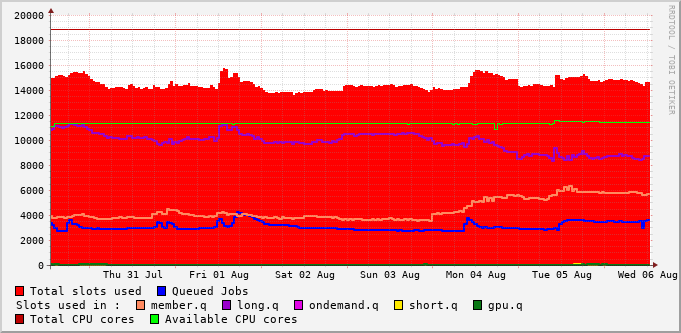 20000
18000
16000
14000
12000
10000
8000
6000
4000
2000
0
Thu 31 Jul Fri 01 Aug Sat 02 Aug Sun 03 Aug Mon 04 Aug Tue 05 Aug Wed 06 Aug
Total slots used Queued Jobs
Slots used in : member.q long.q ondemand.q short.q gpu.q
Total CPU cores Available CPU cores
RRDTOOL / TOBI OETIKER